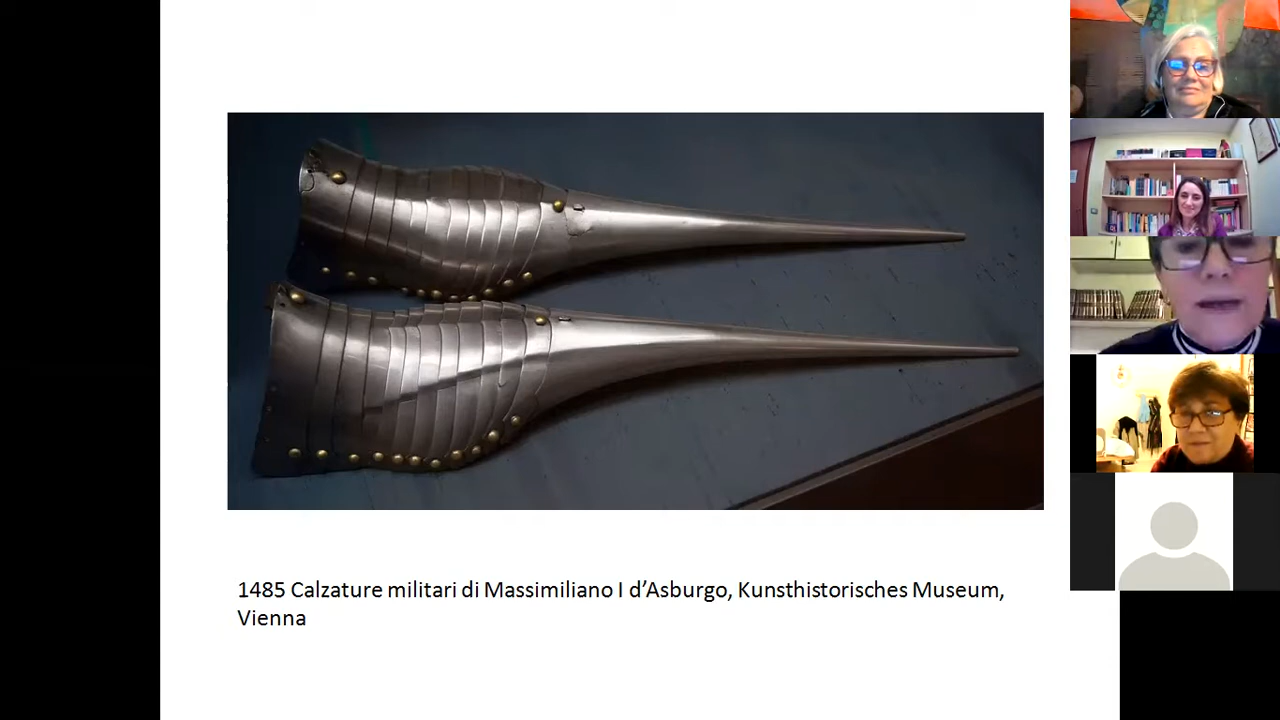 1485 Calzature militari di Massimiliano I d’Asburgo, Kunsthistorisches Museum,
Vienna